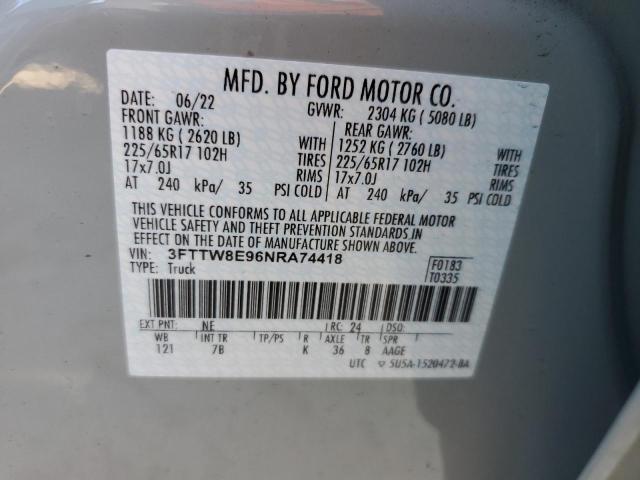 MFD. BY FORD MOTOR CO.
DATE: 06/22 GVWR: 2304 KG ( 5080 LB)
FRONT GAWR: REAR GAWR:
1188 KG ( 2620 LB) WITH 1252 KG ( 2760 LB) WITH
225/65R17 102H TIRES 225/65R17 102H TIRES
17x7.0J RIMS 17x7.0J RIMS
AT 240 kPa/ 35 PSI COLD AT 240 kPa/ 35 PSI COLD
THIS VEHICLE CONFORMS TO ALL APPLICABLE FEDERAL MOTOR
VEHICLE SAFETY AND THEFT PREVENTION STANDARDS IN
EFFECT ON THE DATE OF MANUFACTURE SHOWN ABOVE.
VIN: 3FTTW8E96NRA74418 F0183
TYPE: Truck T0335
EXT PNT: NE RC: 24 DSO:
WB INT TR TP/PS R AXLE TR SPR
121 7B K 36 8 AAGE
UTC ▽ 5U5A-1520472-BA